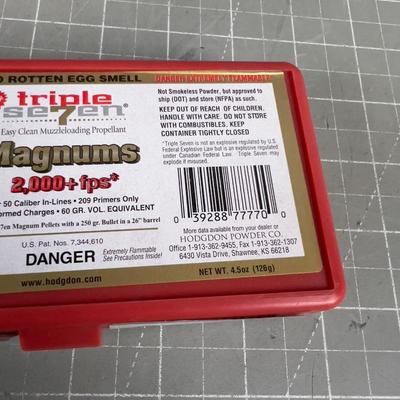 O ROTTEN EGG SMELL
DANGER EXTREMELY FLAMMABLE
triple
se7en
Easy Clean Muzzleloading Propellant
Magnums
2,000+fps*
50 Caliber In-Lines • 209 Primers Only
ormed Charges • 60 GR. VOL. EQUIVALENT
7en Magnum Pellets with a 250 gr. Bullet in a 26" barrel
U.S. Pat. Nos. 7,344,610
DANGER
Extremely Flammable
See Precautions Inside!
www.hodgdon.com
Not Smokeless Powder, but approved to
ship (DOT) and store (NFPA) as such.
KEEP OUT OF REACH OF CHILDREN.
HANDLE WITH CARE. DO NOT STORE
WITH COMBUSTIBLES. KEEP
CONTAINER TIGHTLY CLOSED
*Triple Seven is not an explosive regulated by U.S.
Federal Explosive Law but is an explosive regulated
under Canadian Federal Law. Triple Seven may
explode if misused.
0 39288 77770 0
More data available from your dealer or
HODGDON POWDER CO.
Office 1-913-362-9455, Fax 1-913-362-1307
6430 Vista Drive, Shawnee, KS 66218
NET WT. 4.5oz (126g)